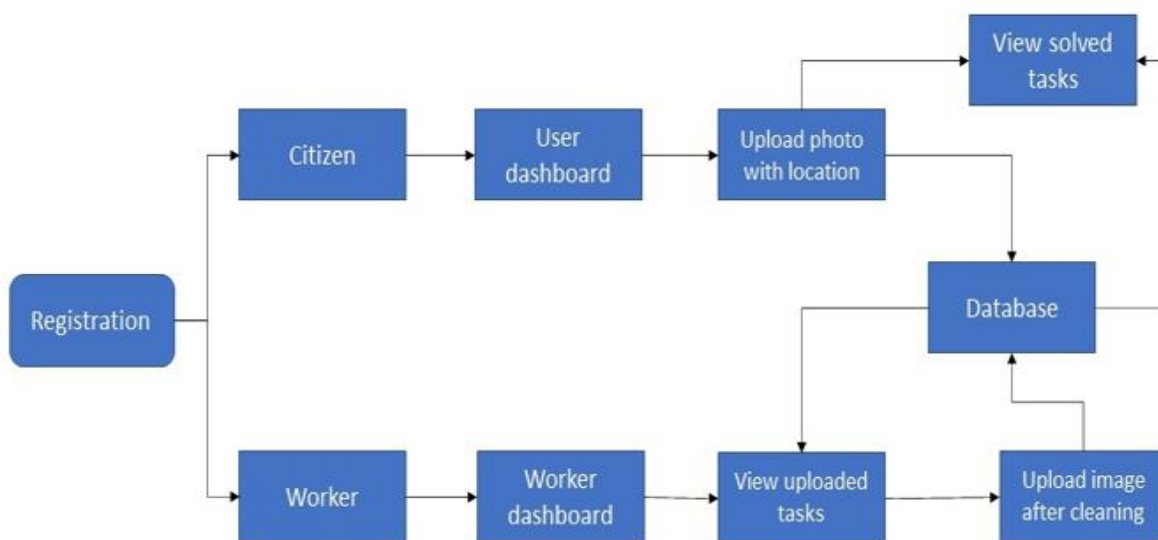 View solved
tasks
Citizen
User
dashboard
Upload photo
with location
Registration
Database
Worker
Worker
dashboard
View uploaded
tasks
Upload image
after cleaning